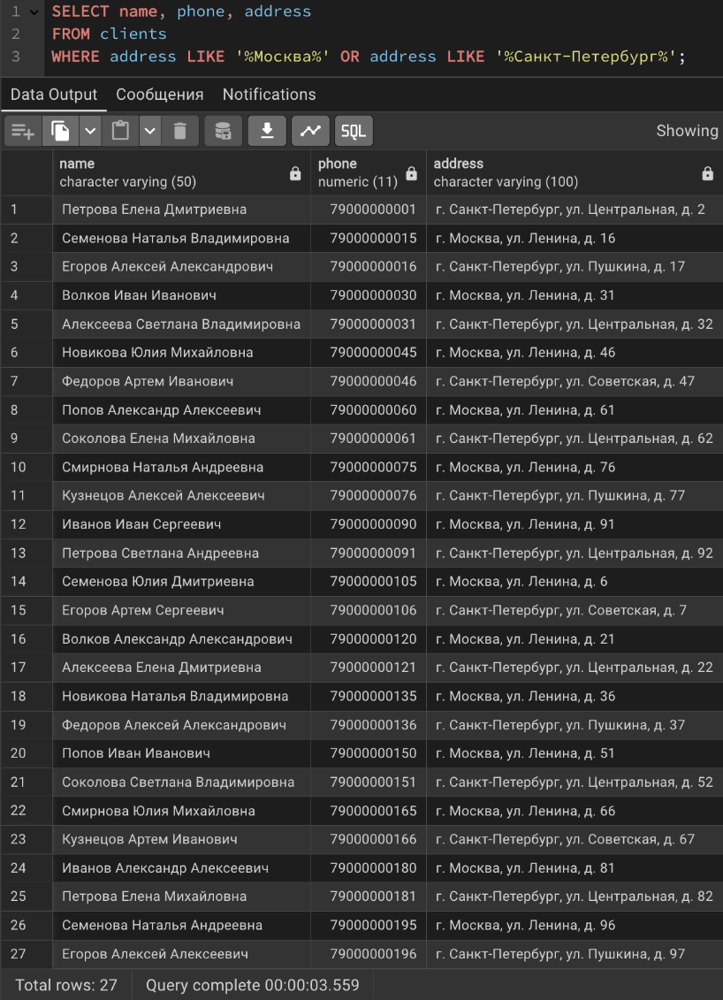 1 SELECT name, phone, address
2 FROM clients
3 WHERE address LIKE '%Москва%' OR address LIKE '%Санкт-Петербург%';
Data Output Сообщения Notifications
SQL Showing
name phone address
character varying (50) numeric (11) character varying (100)
1 Петрова Елена Дмитриевна 79000000001 г. Санкт-Петербург, ул. Центральная, д. 2
2 Семенова Наталья Владимировна 79000000015 г. Москва, ул. Ленина, д. 16
3 Егоров Алексей Александрович 79000000016 г. Санкт-Петербург, ул. Пушкина, д. 17
4 Волков Иван Иванович 79000000030 г. Москва, ул. Ленина, д. 31
5 Алексеева Светлана Владимировна 79000000031 г. Санкт-Петербург, ул. Центральная, д. 32
6 Новикова Юлия Михайловна 79000000045 г. Москва, ул. Ленина, д. 46
7 Федоров Артем Иванович 79000000046 г. Санкт-Петербург, ул. Советская, д. 47
8 Попов Александр Алексеевич 79000000060 г. Москва, ул. Ленина, д. 61
9 Соколова Елена Михайловна 79000000061 г. Санкт-Петербург, ул. Центральная, д. 62
10 Смирнова Наталья Андреевна 79000000075 г. Москва, ул. Ленина, д. 76
11 Кузнецов Алексей Алексеевич 79000000076 г. Санкт-Петербург, ул. Пушкина, д. 77
12 Иванов Иван Сергеевич 79000000090 г. Москва, ул. Ленина, д. 91
13 Петрова Светлана Андреевна 79000000091 г. Санкт-Петербург, ул. Центральная, д. 92
14 Семенова Юлия Дмитриевна 79000000105 г. Москва, ул. Ленина, д. 6
15 Егоров Артем Сергеевич 79000000106 г. Санкт-Петербург, ул. Советская, д. 7
16 Волков Александр Александрович 79000000120 г. Москва, ул. Ленина, д. 21
17 Алексеева Елена Дмитриевна 79000000121 г. Санкт-Петербург, ул. Центральная, д. 22
18 Новикова Наталья Владимировна 79000000135 г. Москва, ул. Ленина, д. 36
19 Федоров Алексей Александрович 79000000136 г. Санкт-Петербург, ул. Пушкина, д. 37
20 Попов Иван Иванович 79000000150 г. Москва, ул. Ленина, д. 51
21 Соколова Светлана Владимировна 79000000151 г. Санкт-Петербург, ул. Центральная, д. 52
22 Смирнова Юлия Михайловна 79000000165 г. Москва, ул. Ленина, д. 66
23 Кузнецов Артем Иванович 79000000166 г. Санкт-Петербург, ул. Советская, д. 67
24 Иванов Александр Алексеевич 79000000180 г. Москва, ул. Ленина, д. 81
25 Петрова Елена Михайловна 79000000181 г. Санкт-Петербург, ул. Центральная, д. 82
26 Семенова Наталья Андреевна 79000000195 г. Москва, ул. Ленина, д. 96
27 Егоров Алексей Алексеевич 79000000196 г. Санкт-Петербург, ул. Пушкина, д. 97
Total rows: 27 Query complete 00:00:03.559